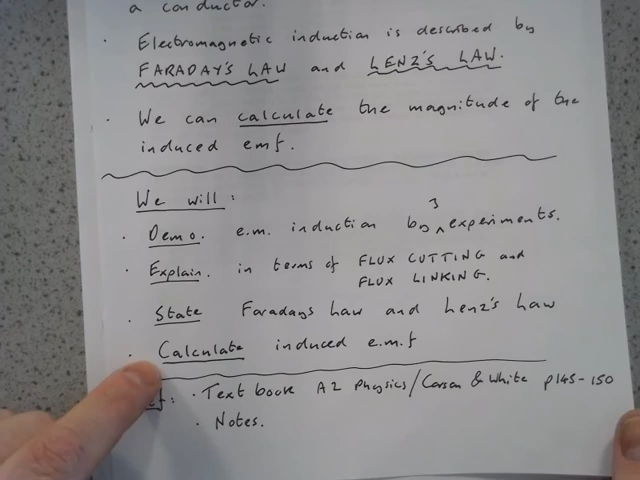 a conductor.
· Electromagnetic induction is described by
FARADAY'S LAW and LENZ'S LAW.
· We can calculate the magnitude of the
induced emf.
We will:
· Demo. e.m. induction by 3 experiments.
· Explain. in terms of FLUX CUTTING and
FLUX LINKING.
· State Faradays Law and Lenz's Law
· Calculate induced e.m.f
f: · Text book A2 Physics/Carson & White p145-150
· Notes.